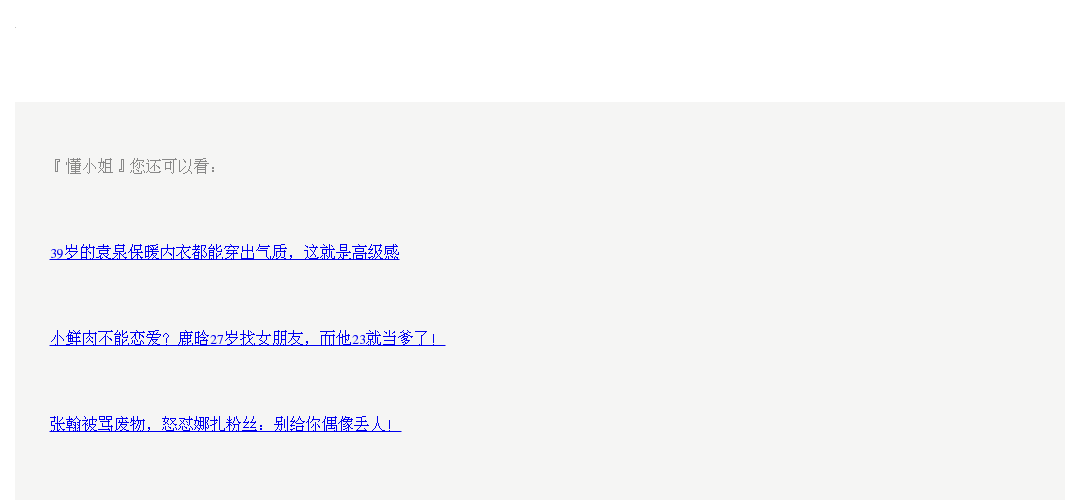 『懂小姐』您还可以看：
39岁的袁泉保暖内衣都能穿出气质，这就是高级感
小鲜肉不能恋爱？鹿晗27岁找女朋友，而他23就当爹了！
张翰被骂废物，怒怼娜扎粉丝：别给你偶像丢人！